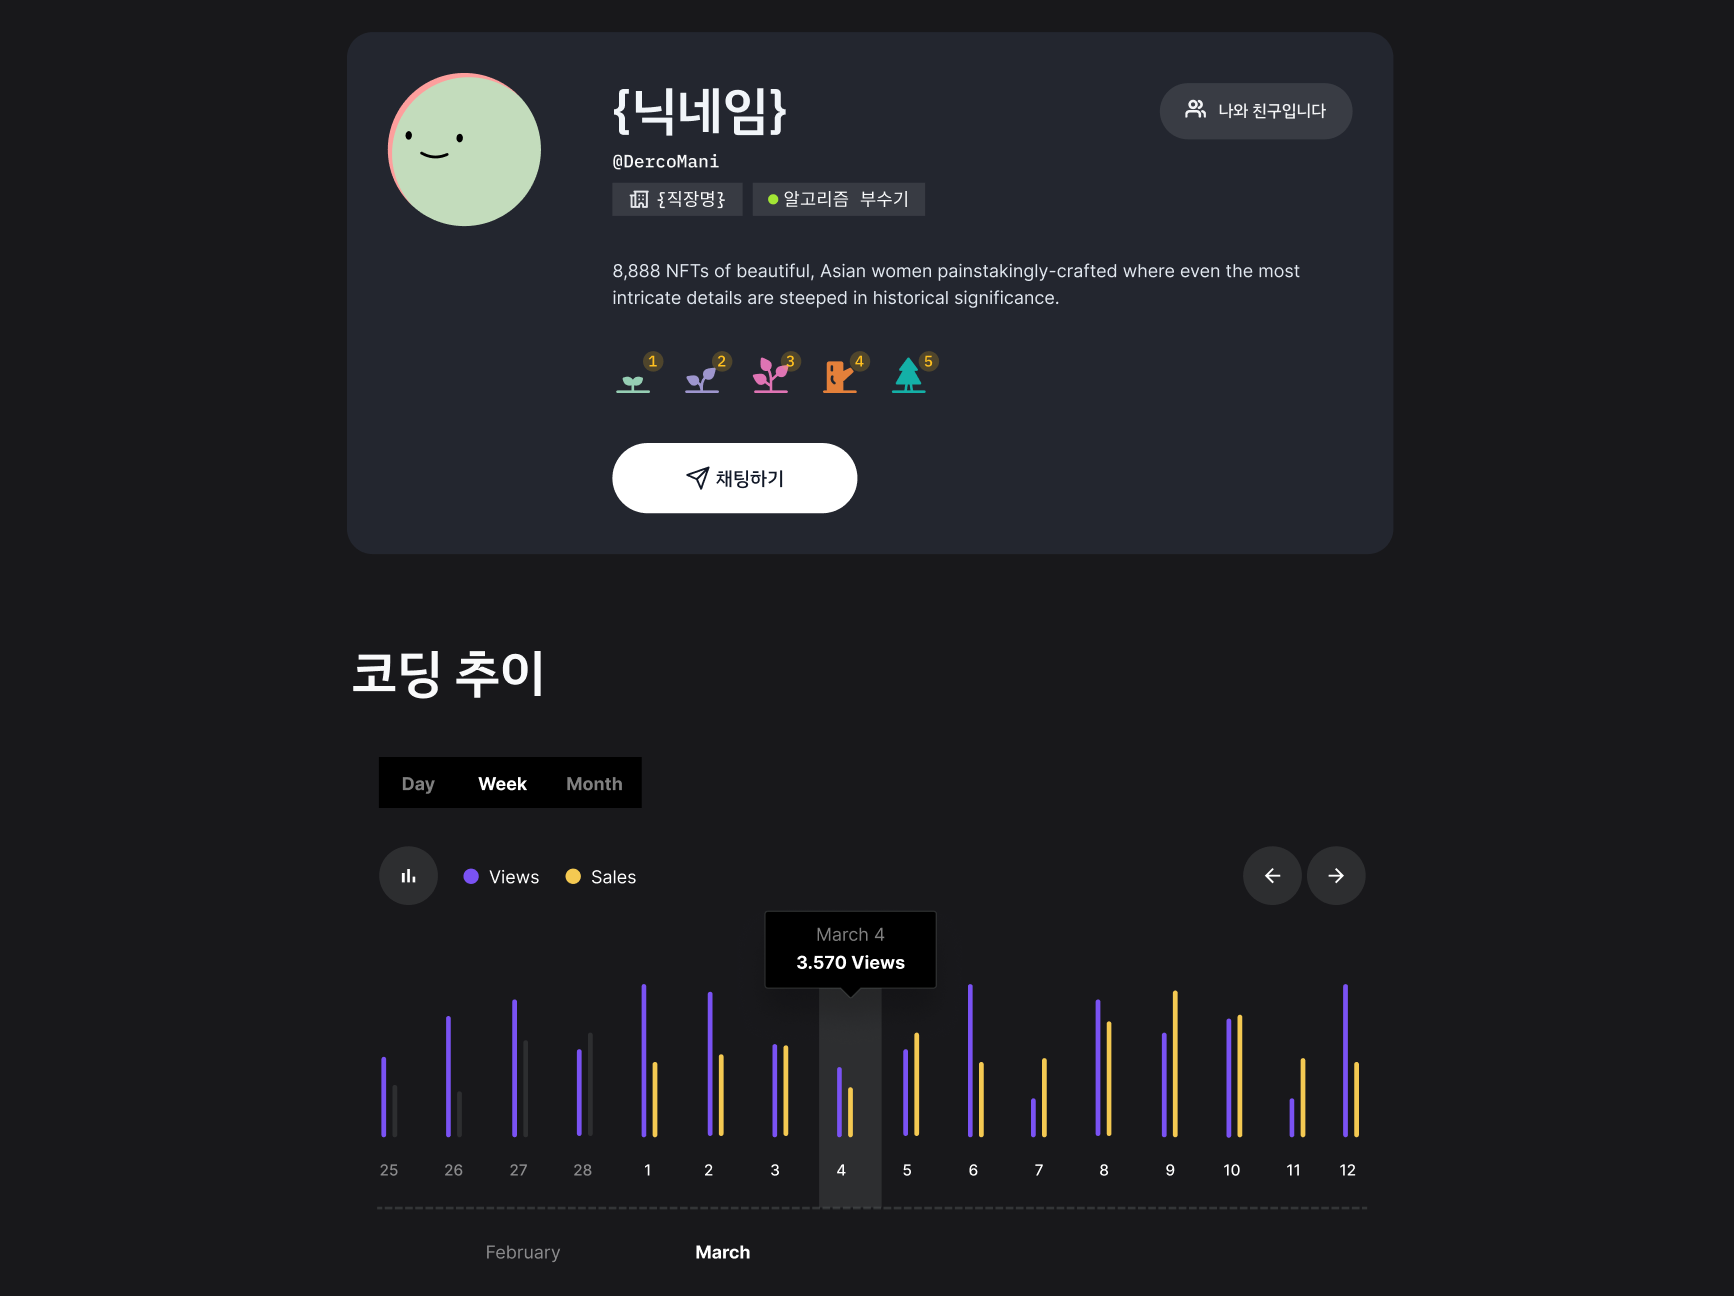 {닉네임}
나와 친구입니다
@DercoMani
{직장명}
알고리즘 부수기
8,888 NFTs of beautiful, Asian women painstakingly-crafted where even the most
intricate details are steeped in historical significance.
1 2 3 4 5
채팅하기
코딩 추이
Day Week Month
Views Sales
March 4
3.570 Views
25 26 27 28 1 2 3 4 5 6 7 8 9 10 11 12
February March